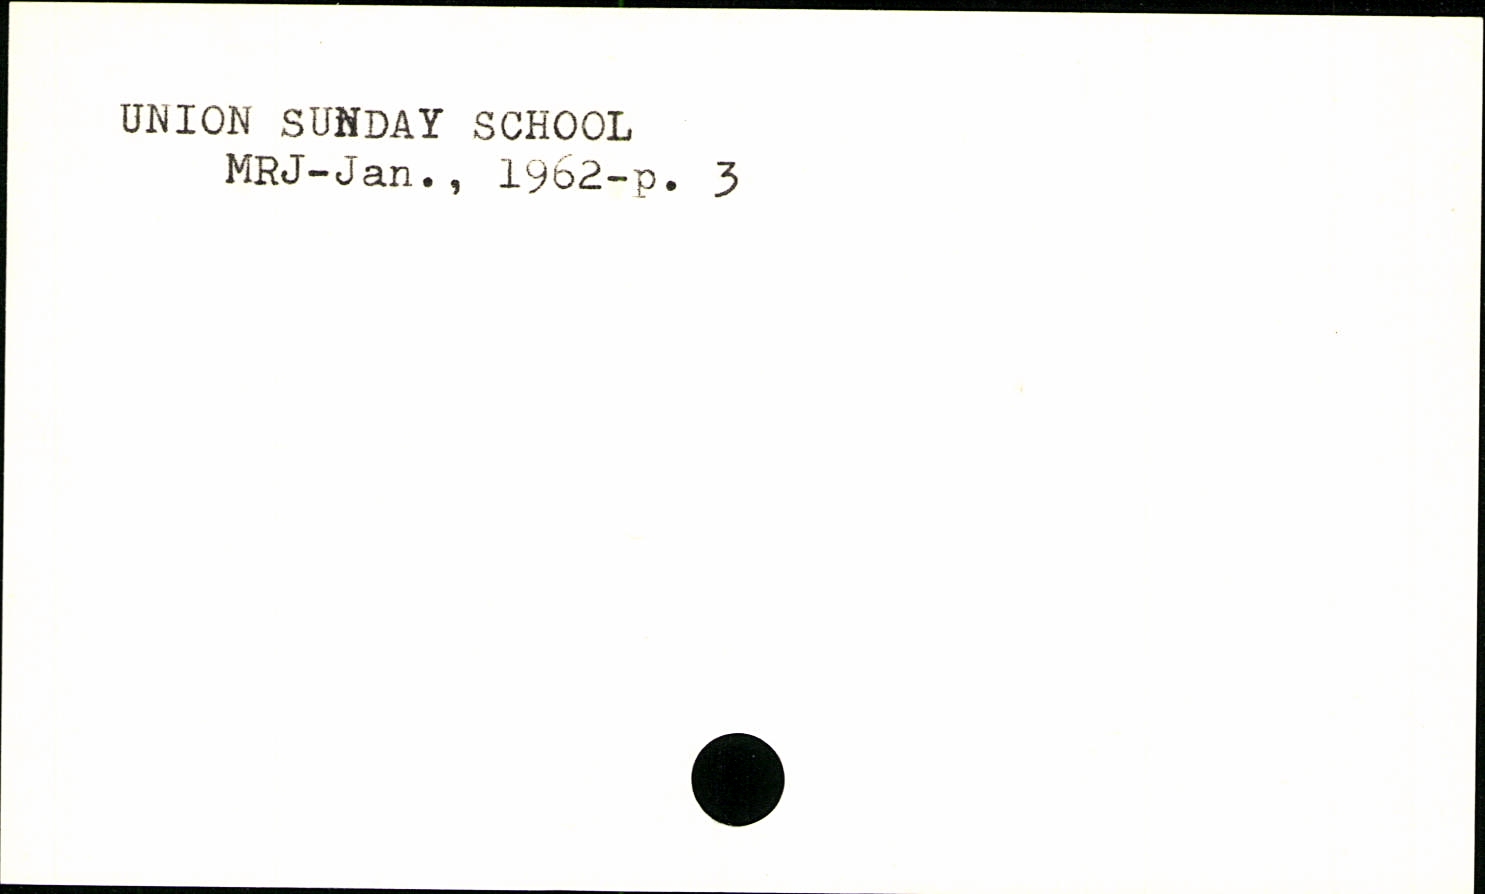 UNION SUNDAY SCHOOL
MRJ-Jan., 1962-p. 3